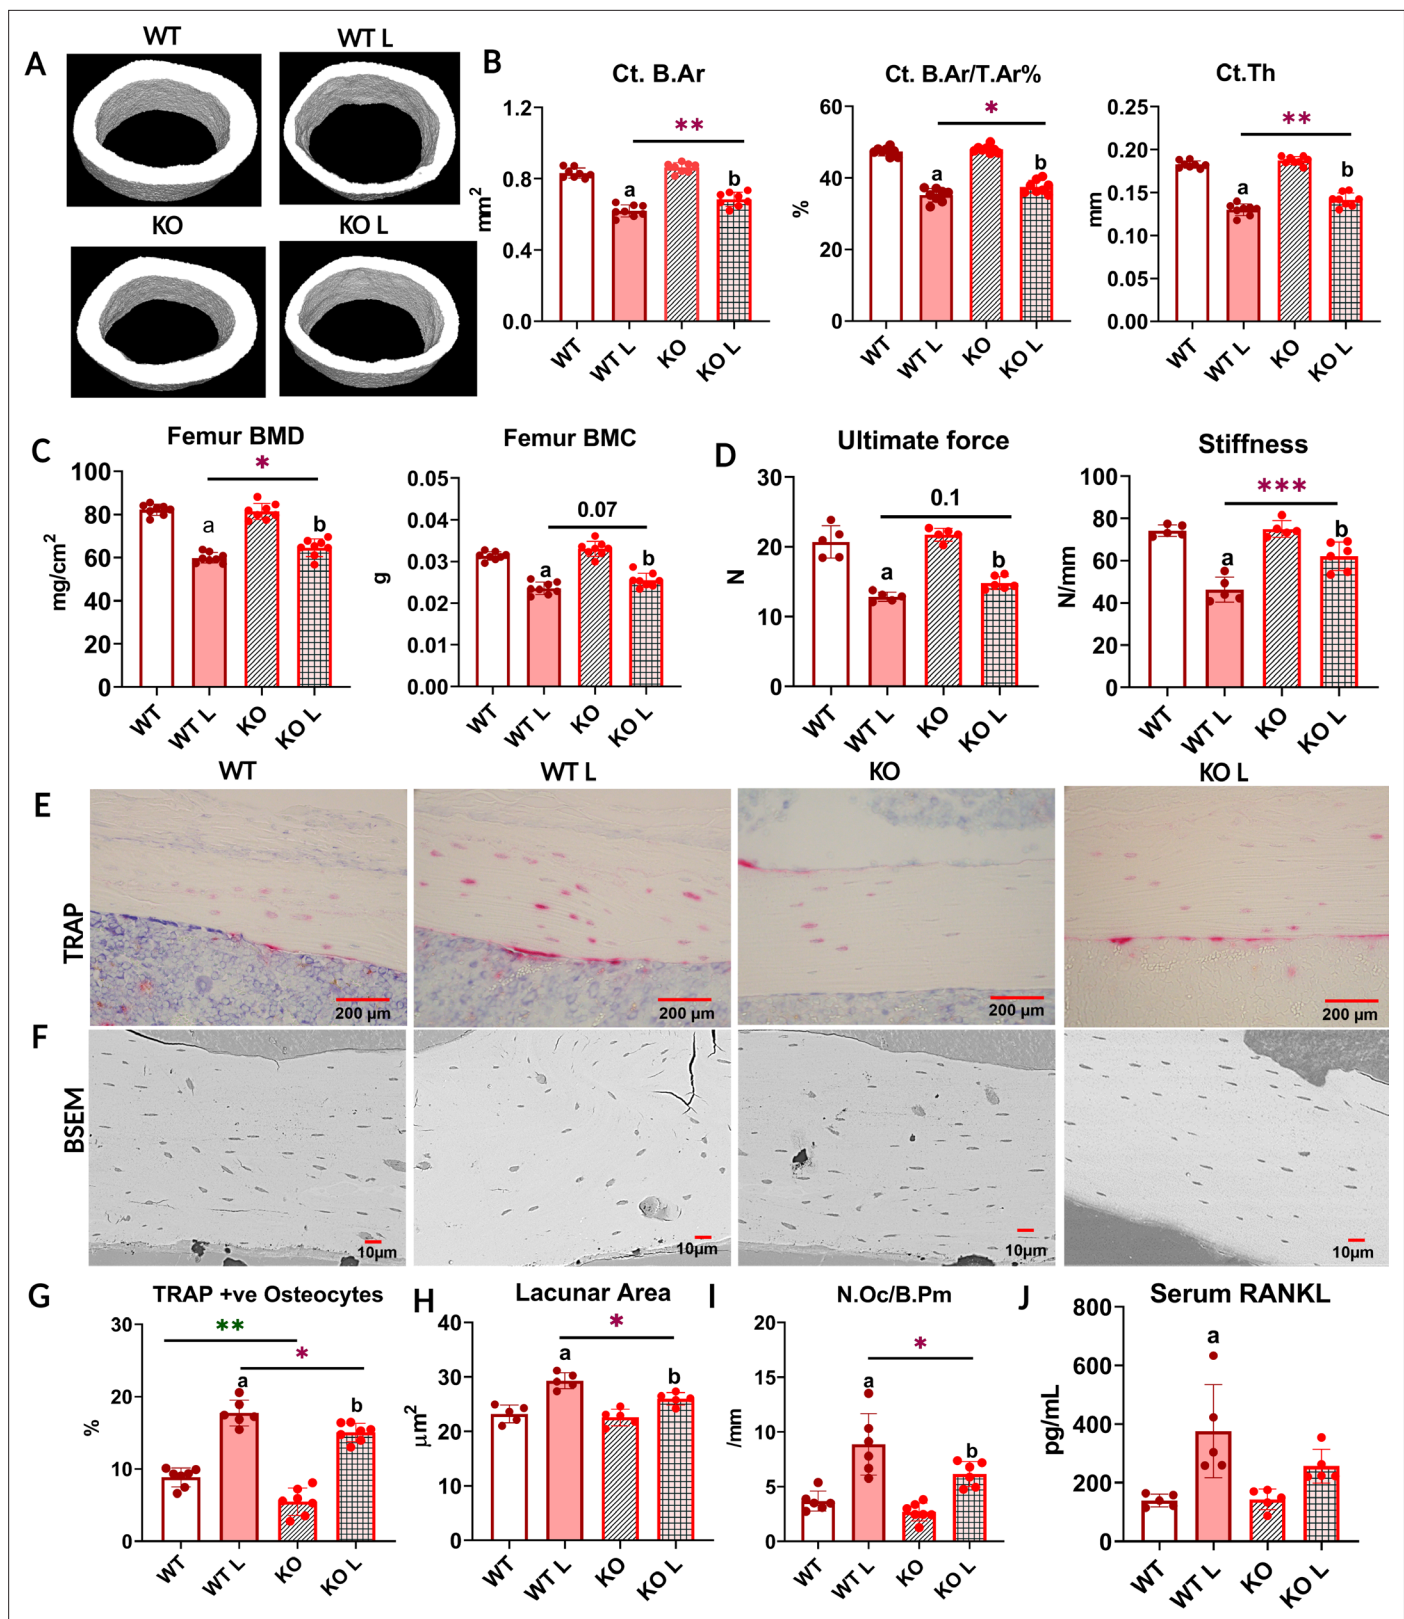 A
WT
WT L
KO
KO L
B
Ct. B.Ar
mm2
1.2
0.8
0.4
0.0
**
a
b
WT
WT L
KO
KO L
Ct. B.Ar/T.Ar%
%
60
40
20
0
*
a
b
WT
WT L
KO
KO L
Ct.Th
mm
0.25
0.20
0.15
0.10
0.05
0.00
**
a
b
WT
WT L
KO
KO L
C
Femur BMD
mg/cm2
100
80
60
40
20
0
*
a
b
WT
WT L
KO
KO L
Femur BMC
g
0.05
0.04
0.03
0.02
0.01
0.00
0.07
a
b
WT
WT L
KO
KO L
D
Ultimate force
N
30
20
10
0
0.1
a
b
WT
WT L
KO
KO L
Stiffness
N/mm
100
80
60
40
20
0
***
a
b
WT
WT L
KO
KO L
WT
WT L
KO
KO L
E
TRAP
200 µm
200 µm
200 µm
200 µm
F
BSEM
10µm
10µm
10µm
10µm
G
TRAP +ve Osteocytes
%
30
20
10
0
**
*
a
b
WT
WT L
KO
KO L
H
Lacunar Area
µm2
40
30
20
10
0
*
a
b
WT
WT L
KO
KO L
I
N.Oc/B.Pm
/mm
20
15
10
5
0
*
a
b
WT
WT L
KO
KO L
J
Serum RANKL
pg/mL
800
600
400
200
0
a
WT
WT L
KO
KO L